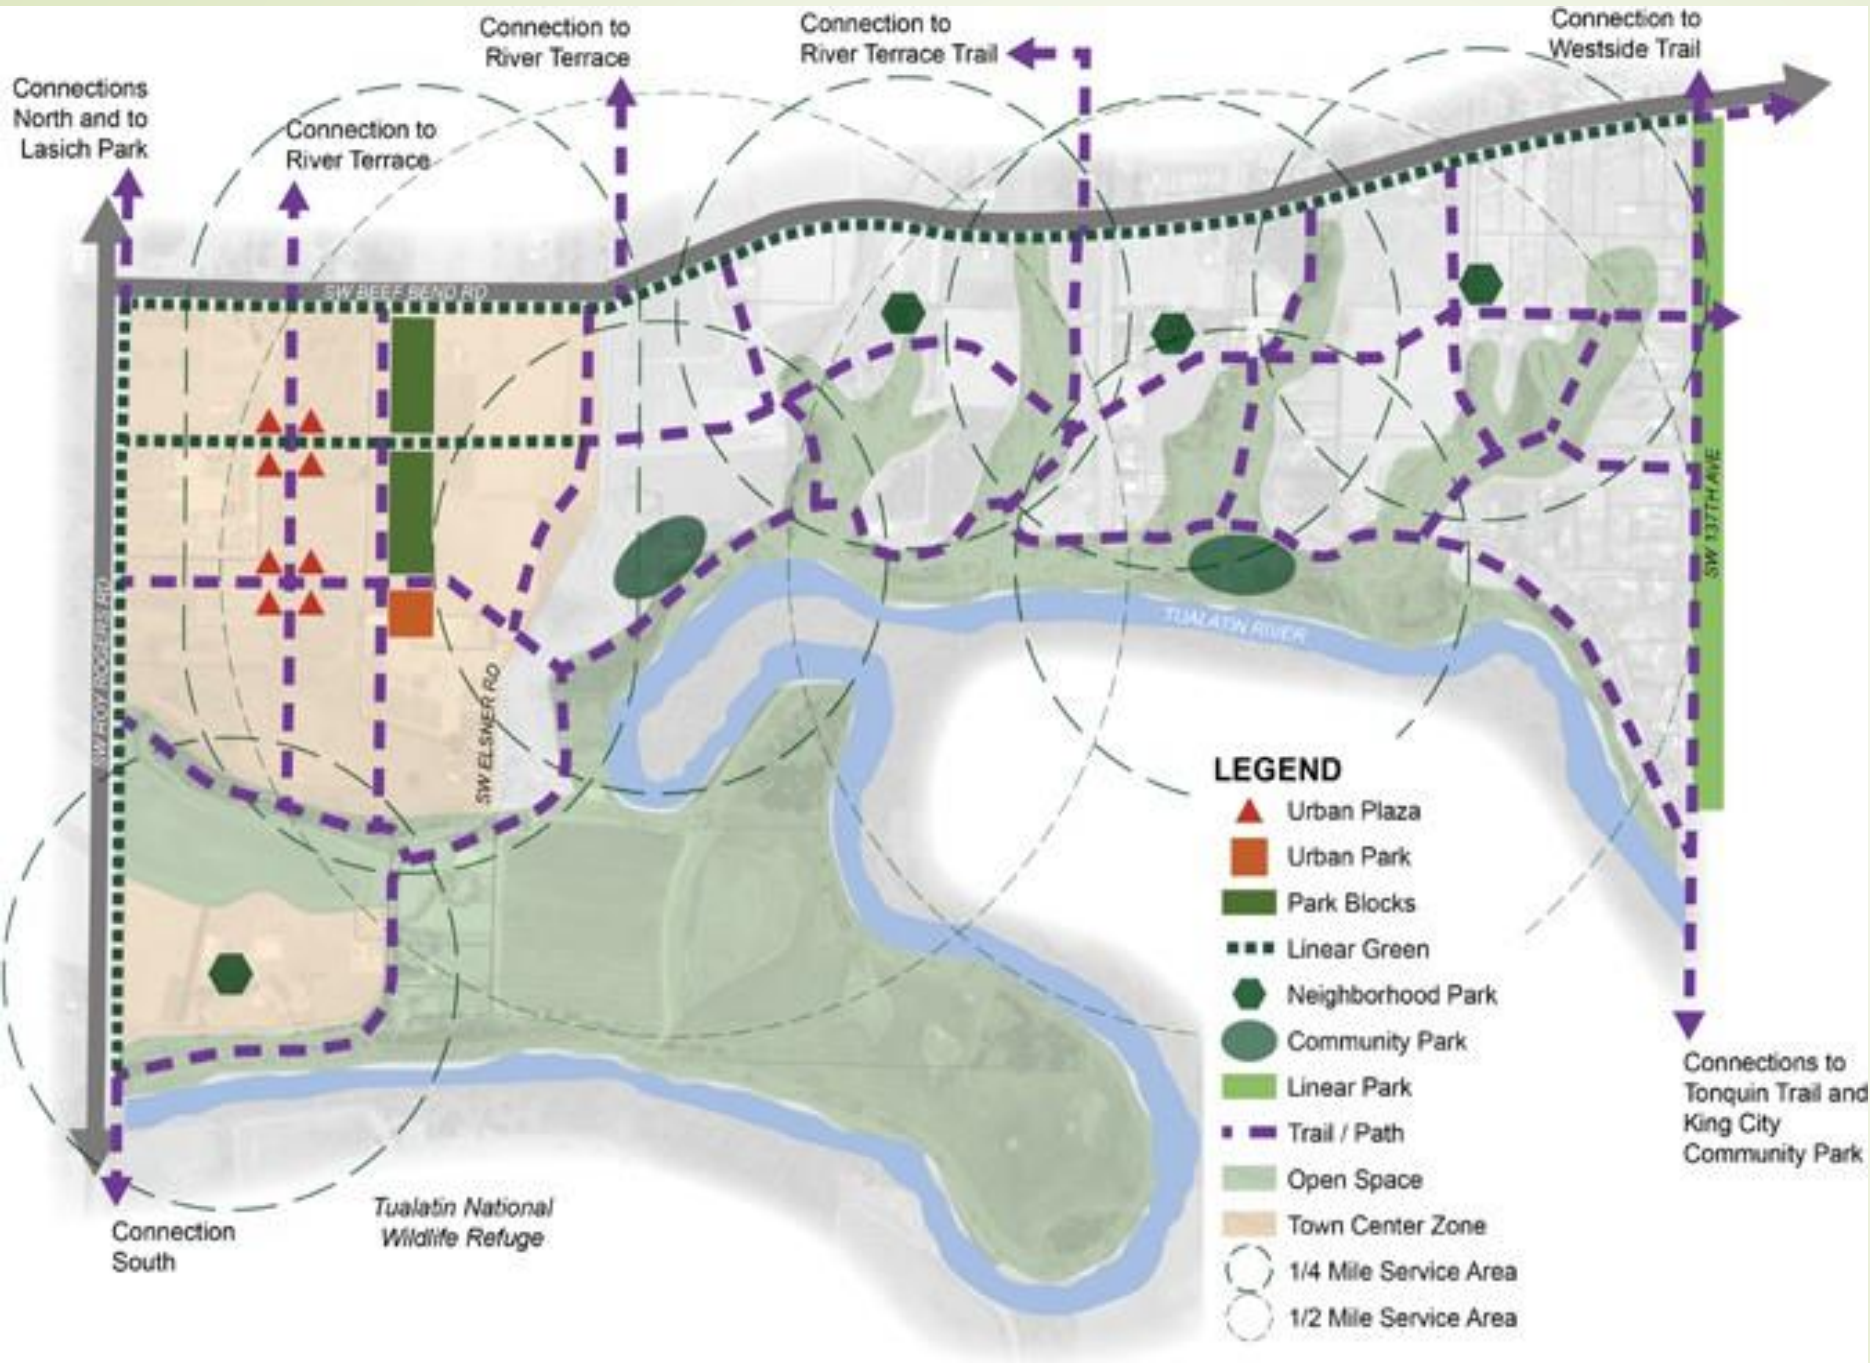 Connection to
River Terrace
Connection to
River Terrace Trail
Connection to
Westside Trail
Connections
North and to
Lasich Park
Connection to
River Terrace
SW BEEF BEND RD
SW ROY ROGERS RD
SW ELSNER RD
TUALATIN RIVER
SW 137TH AVE
LEGEND
Urban Plaza
Urban Park
Park Blocks
Linear Green
Neighborhood Park
Community Park
Linear Park
Trail / Path
Open Space
Town Center Zone
1/4 Mile Service Area
1/2 Mile Service Area
Connections to
Tonquin Trail and
King City
Community Park
Tualatin National
Wildlife Refuge
Connection
South